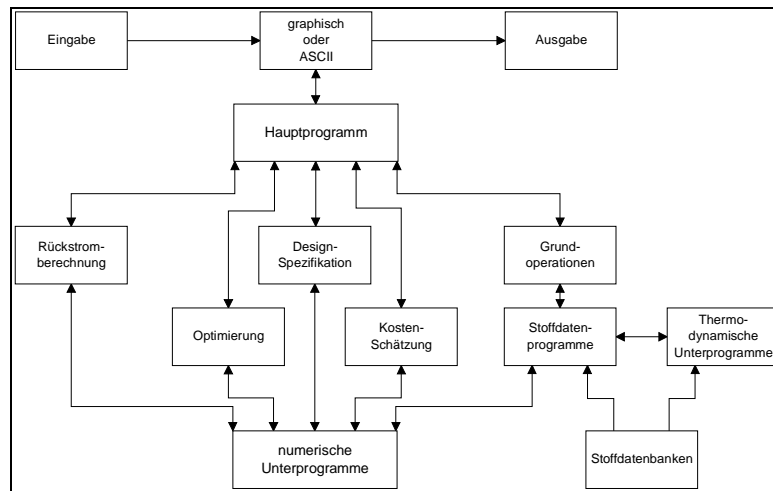 Eingabe
graphisch
oder
ASCII
Ausgabe
Hauptprogramm
Rückstrom-
berechnung
Design-
Spezifikation
Grund-
operationen
Optimierung
Kosten-
Schätzung
Stoffdaten-
programme
Thermo-
dynamische
Unterprogramme
numerische
Unterprogramme
Stoffdatenbanken